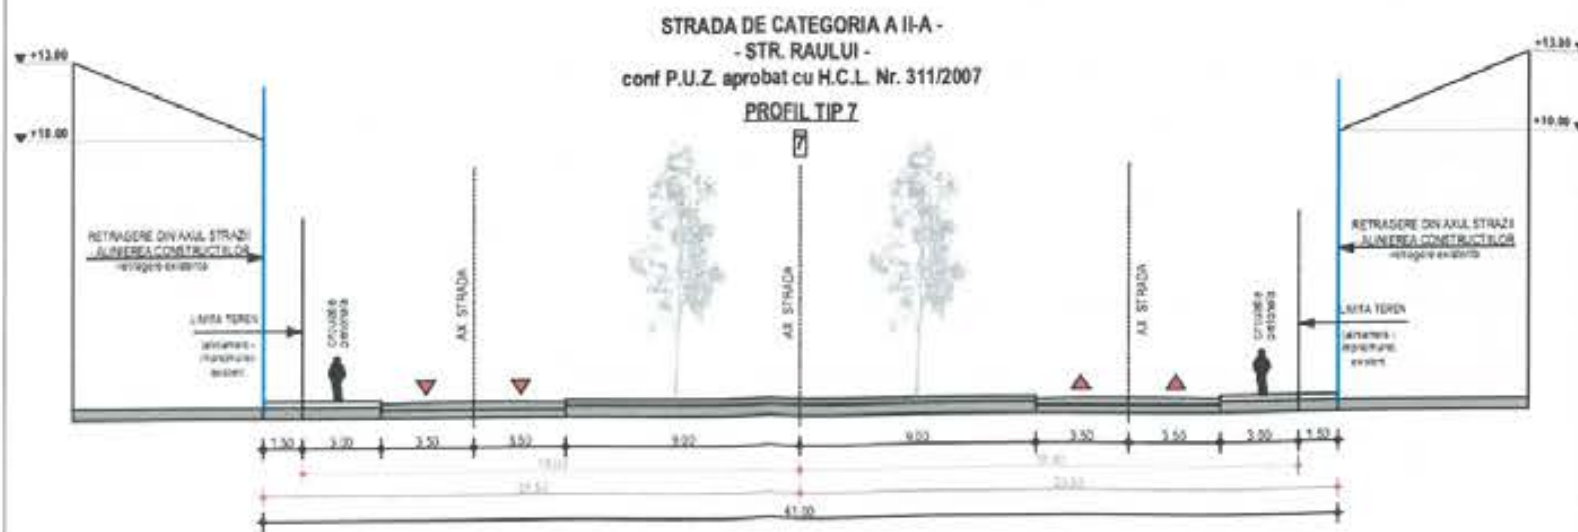 STRADA DE CATEGORIA A II-A -
- STR. RAULUI -
conf P.U.Z. aprobat cu H.C.L. Nr. 311/2007
PROFIL TIP 7
7
+13.00
+13.00
+10.00
+10.00
RETRAGERE DIN AXUL STRAZII
ALINIEREA CONSTRUCTIILOR
retragere existenta
RETRAGERE DIN AXUL STRAZII
ALINIEREA CONSTRUCTIILOR
retragere existenta
AX STRADA
AX STRADA
AX STRADA
LIMITA TEREN
existent
LIMITA TEREN
existent
circulatie
pietonala
circulatie
pietonala
1.50 3.00 3.50 3.50 9.00 9.00 3.50 3.50 3.00 1.50